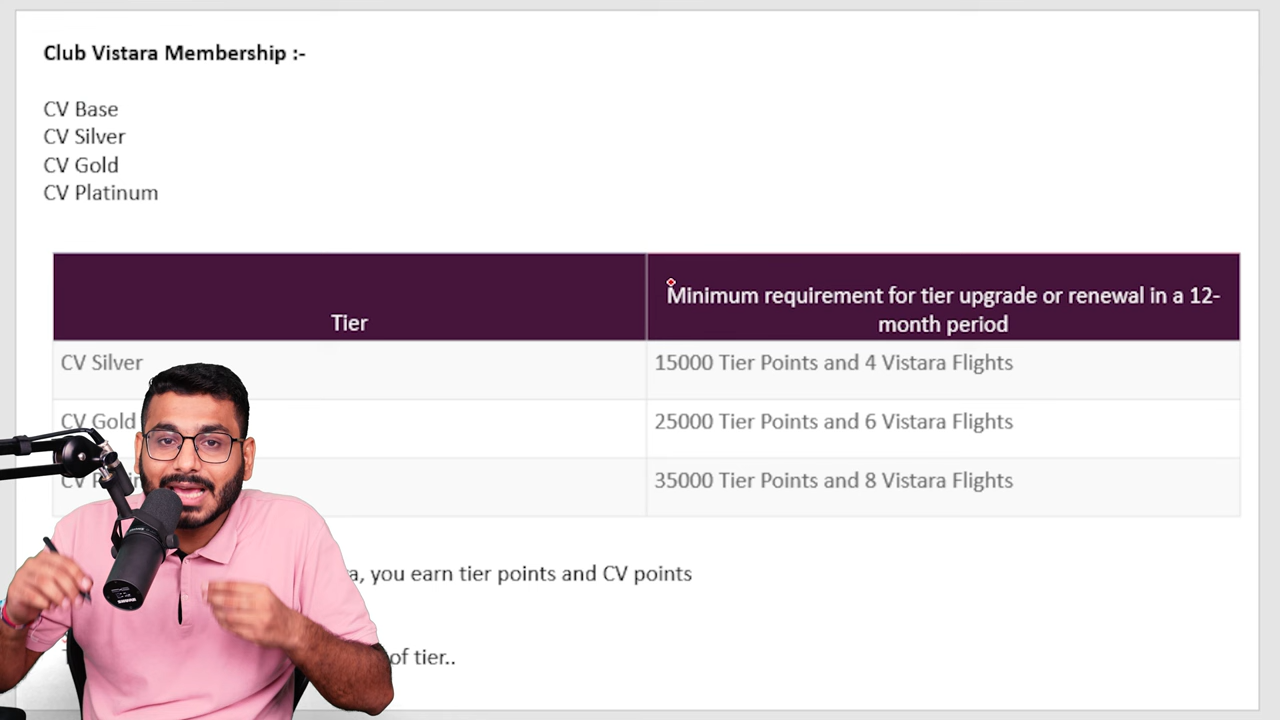 Club Vistara Membership :-
CV Base
CV Silver
CV Gold
CV Platinum
Tier
Minimum requirement for tier upgrade or renewal in a 12-
month period
CV Silver
15000 Tier Points and 4 Vistara Flights
CV Gold
25000 Tier Points and 6 Vistara Flights
CV
35000 Tier Points and 8 Vistara Flights
you earn tier points and CV points
of tier..
SHURE